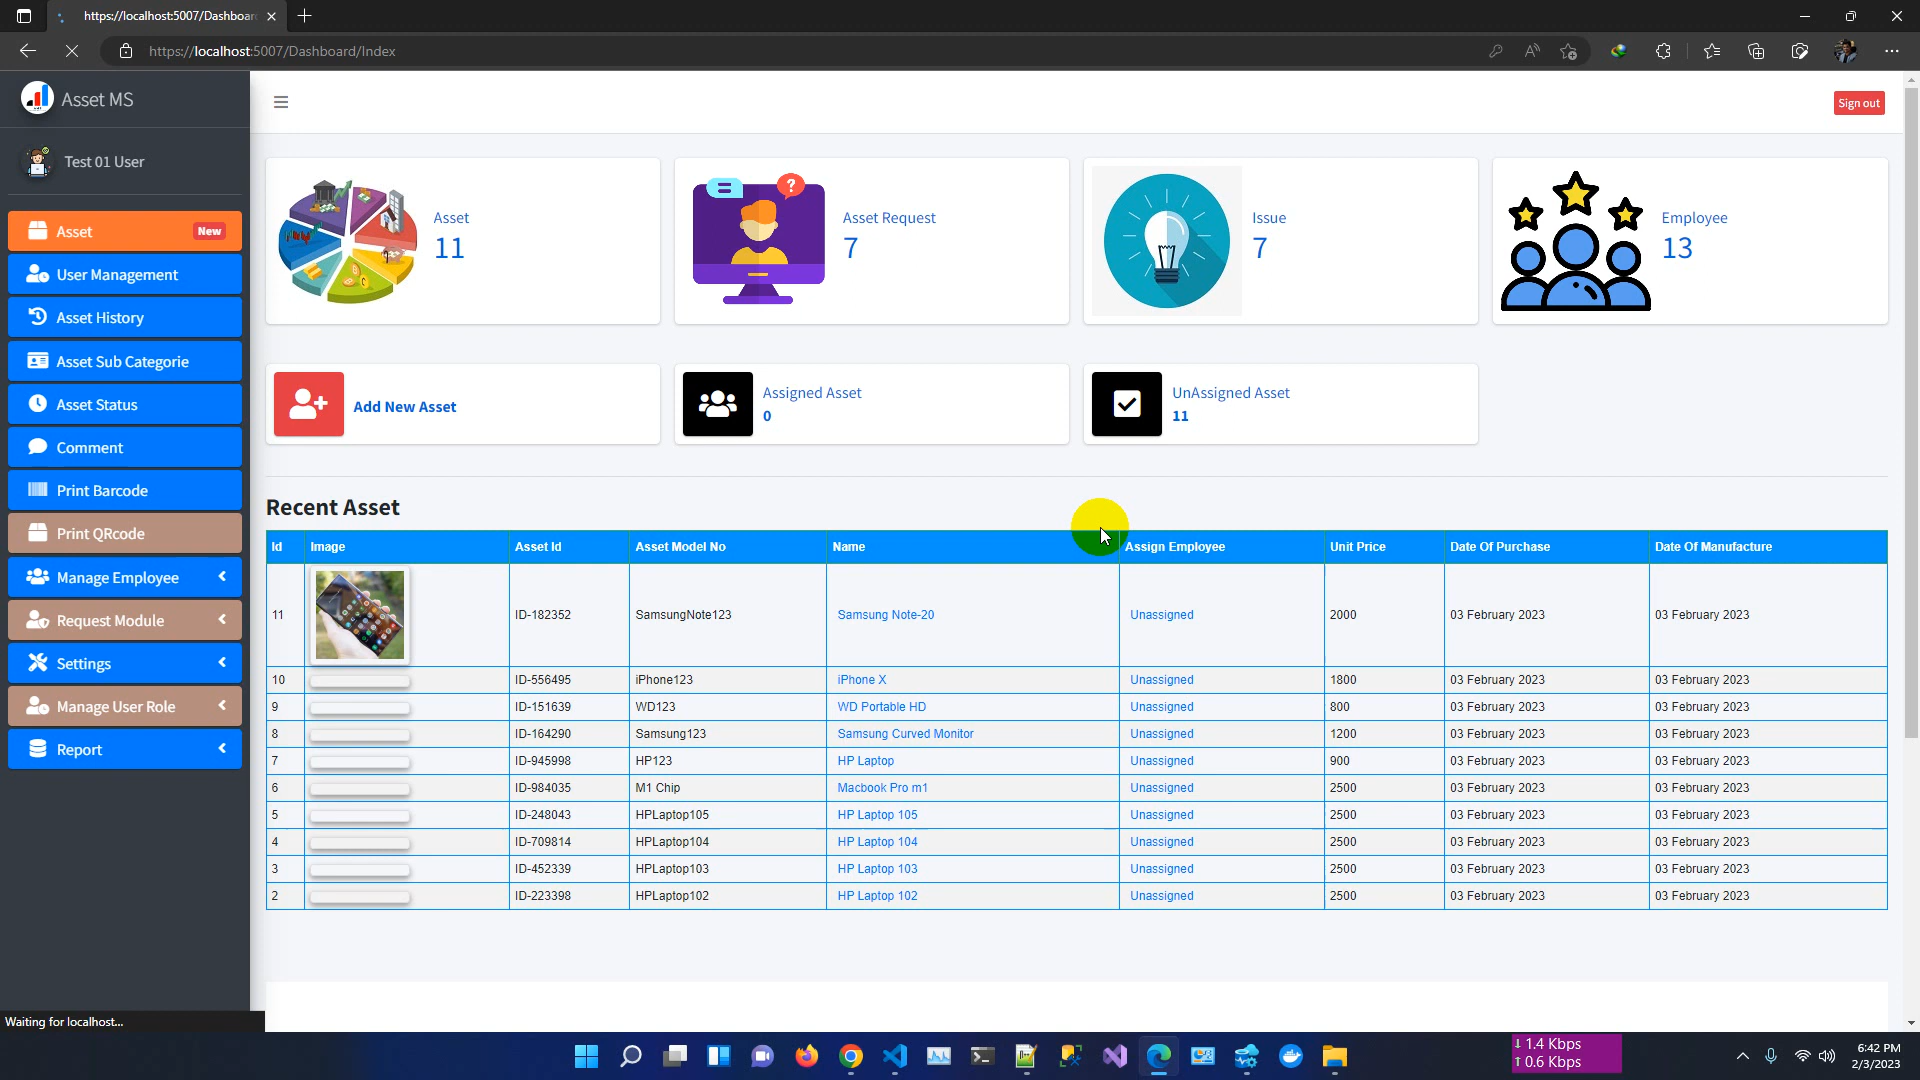 https://localhost:5007/Dashboar
https://localhost:5007/Dashboard/Index
Asset MS
Sign out
Test 01 User
Asset New
User Management
Asset History
Asset Sub Categorie
Asset Status
Comment
Print Barcode
Print QRcode
Manage Employee
Request Module
Settings
Manage User Role
Report
Asset
11
Asset Request
7
Issue
7
Employee
13
Add New Asset
Assigned Asset
0
UnAssigned Asset
11
Recent Asset
Id Image Asset Id Asset Model No Name Assign Employee Unit Price Date Of Purchase Date Of Manufacture
11 ID-182352 SamsungNote123 Samsung Note-20 Unassigned 2000 03 February 2023 03 February 2023
10 ID-556495 iPhone123 iPhone X Unassigned 1800 03 February 2023 03 February 2023
9 ID-151639 WD123 WD Portable HD Unassigned 800 03 February 2023 03 February 2023
8 ID-164290 Samsung123 Samsung Curved Monitor Unassigned 1200 03 February 2023 03 February 2023
7 ID-945998 HP123 HP Laptop Unassigned 900 03 February 2023 03 February 2023
6 ID-984035 M1 Chip Macbook Pro m1 Unassigned 2500 03 February 2023 03 February 2023
5 ID-248043 HPLaptop105 HP Laptop 105 Unassigned 2500 03 February 2023 03 February 2023
4 ID-709814 HPLaptop104 HP Laptop 104 Unassigned 2500 03 February 2023 03 February 2023
3 ID-452339 HPLaptop103 HP Laptop 103 Unassigned 2500 03 February 2023 03 February 2023
2 ID-223398 HPLaptop102 HP Laptop 102 Unassigned 2500 03 February 2023 03 February 2023
Waiting for localhost...
↓ 1.4 Kbps
↑ 0.6 Kbps
6:42 PM
2/3/2023